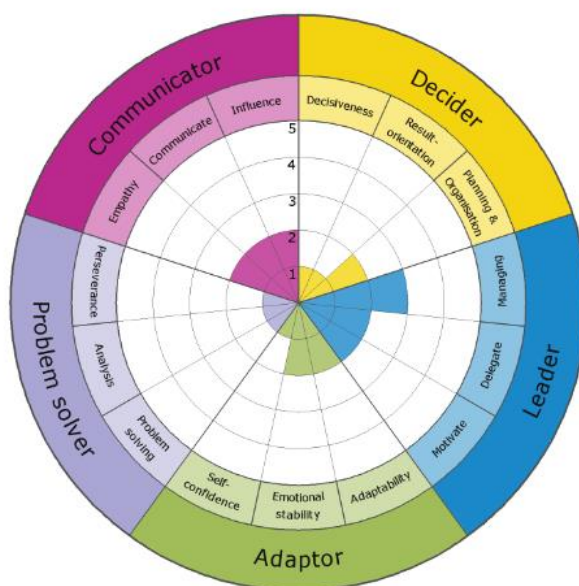 Communicator
Decider
Leader
Adaptor
Problem solver
Influence
Communicate
Empathy
Decisiveness
Result-
orientation
Planning &
Organisation
Managing
Delegate
Motivate
Adaptability
Emotional
stability
Self-
confidence
Problem
solving
Analysis
Perseverance
5
4
3
2
1